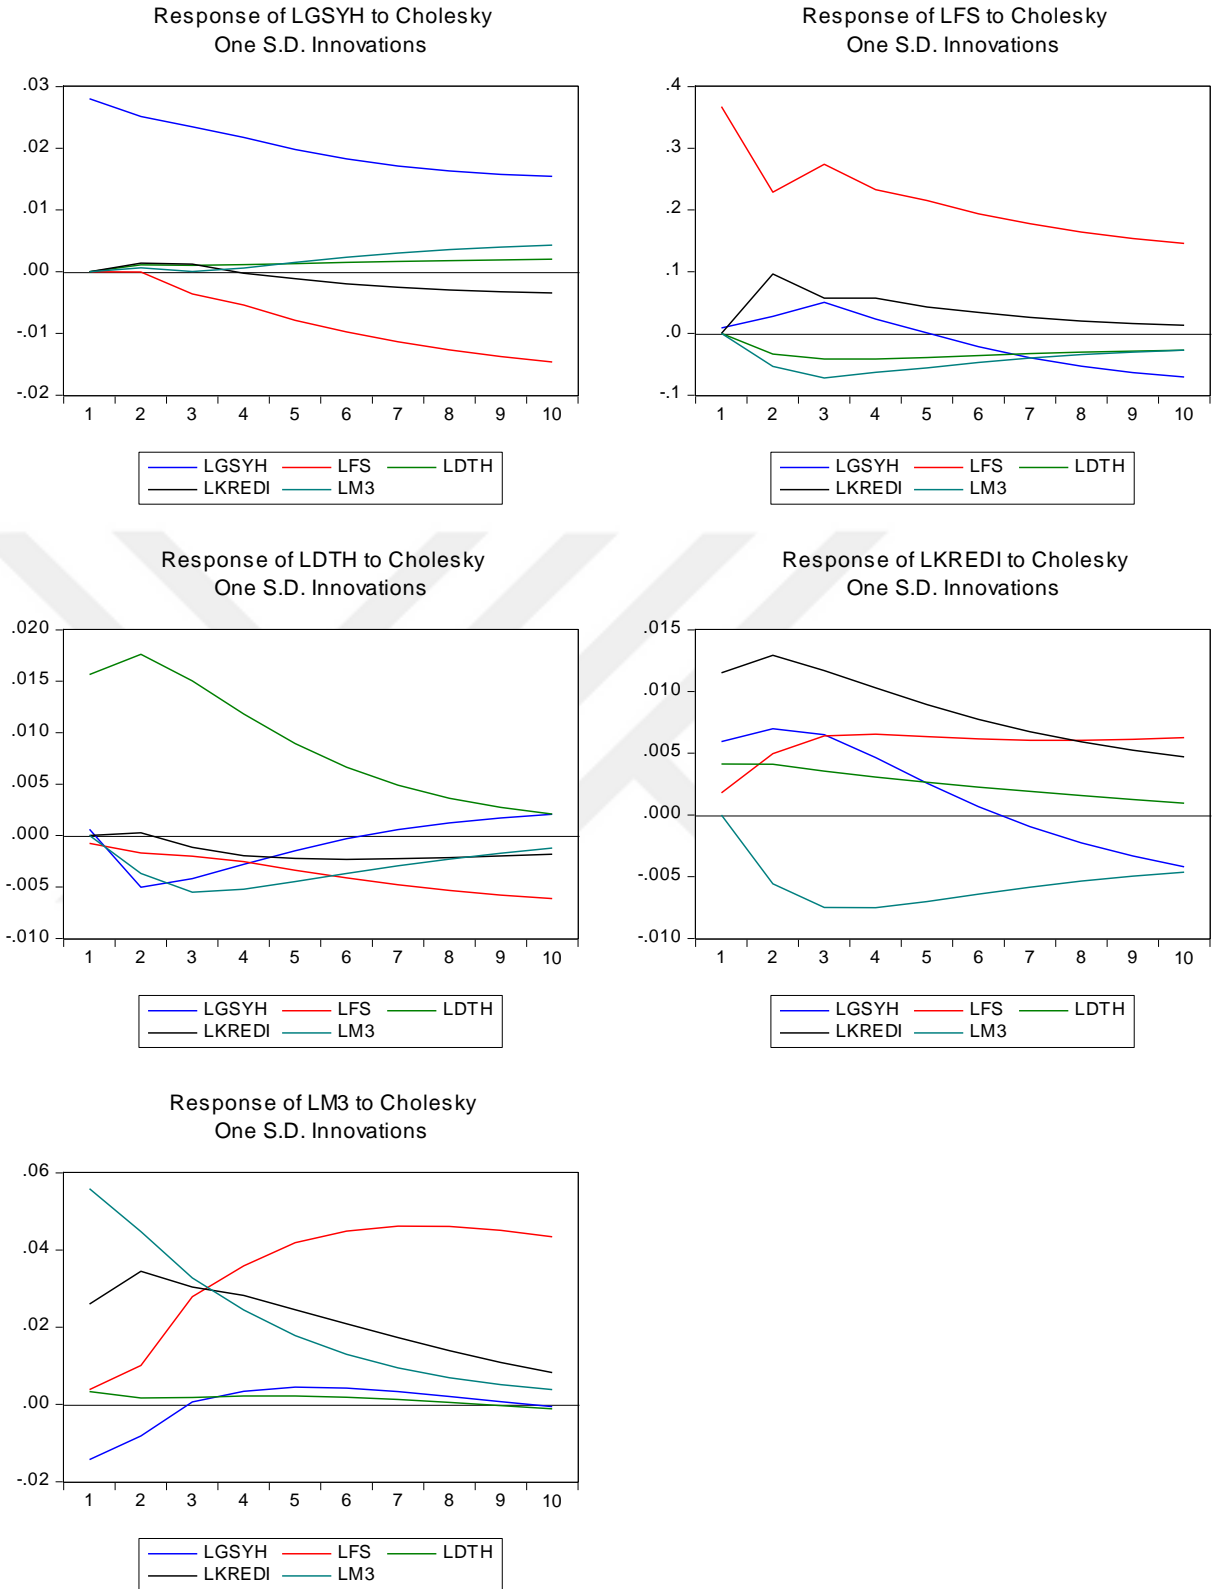 Response of LGSYH to Cholesky
One S.D. Innovations
.03
.02
.01
.00
-.01
-.02
1 2 3 4 5 6 7 8 9 10
LGSYH LFS LDTH
LKREDI LM3
Response of LFS to Cholesky
One S.D. Innovations
.4
.3
.2
.1
.0
-.1
1 2 3 4 5 6 7 8 9 10
LGSYH LFS LDTH
LKREDI LM3
Response of LDTH to Cholesky
One S.D. Innovations
.020
.015
.010
.005
.000
-.005
-.010
1 2 3 4 5 6 7 8 9 10
LGSYH LFS LDTH
LKREDI LM3
Response of LKREDI to Cholesky
One S.D. Innovations
.015
.010
.005
.000
-.005
-.010
1 2 3 4 5 6 7 8 9 10
LGSYH LFS LDTH
LKREDI LM3
Response of LM3 to Cholesky
One S.D. Innovations
.06
.04
.02
.00
-.02
1 2 3 4 5 6 7 8 9 10
LGSYH LFS LDTH
LKREDI LM3